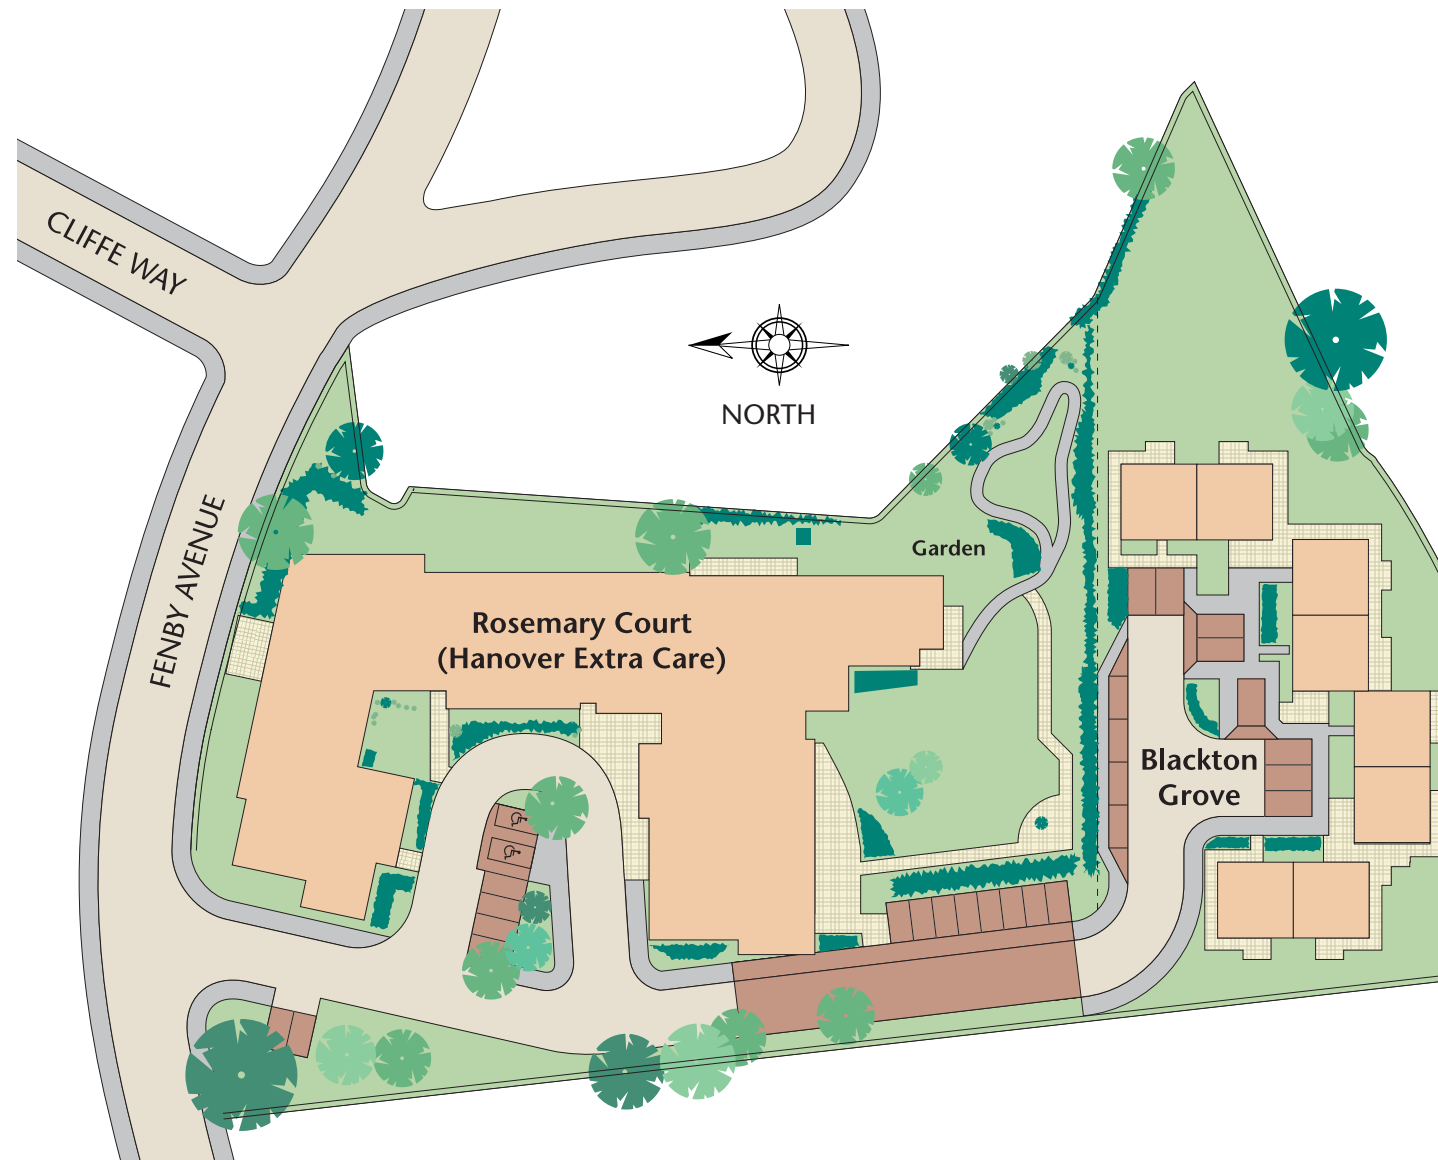 CLIFFE WAY
NORTH
FENBY AVENUE
Garden
Rosemary Court
(Hanover Extra Care)
Blackton
Grove